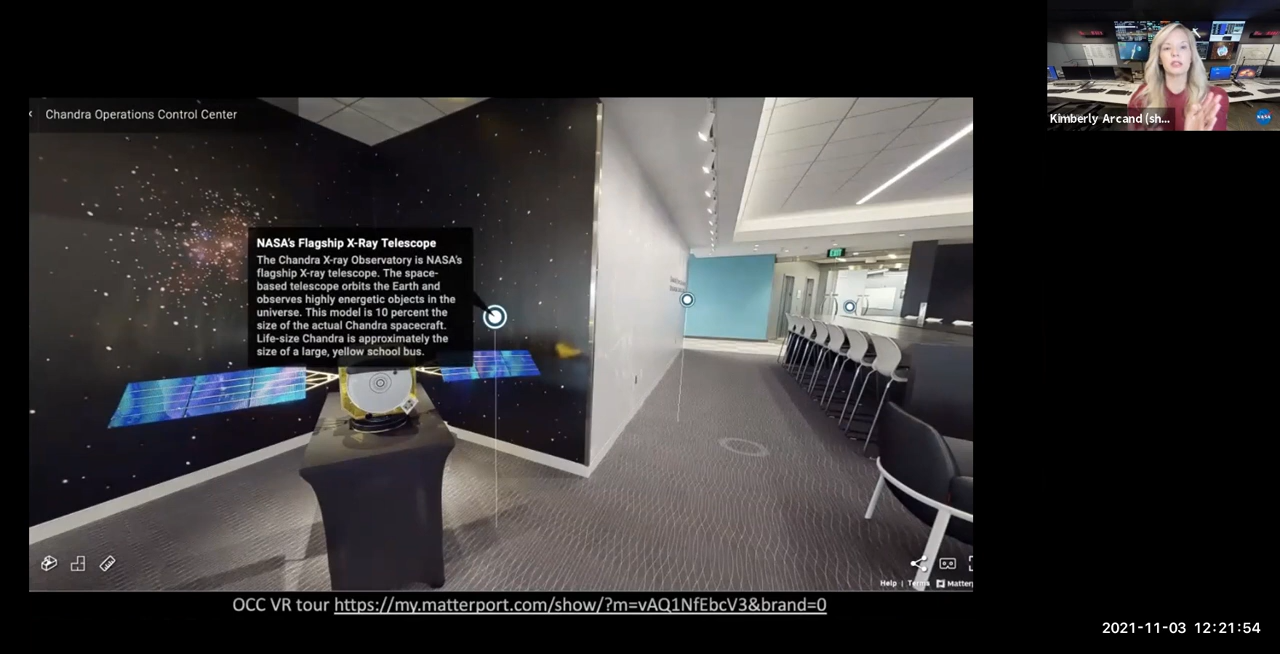 Chandra Operations Control Center
NASA's Flagship X-Ray Telescope
The Chandra X-ray Observatory is NASA's
flagship X-ray telescope. The space-
based telescope orbits the Earth and
observes highly energetic objects in the
universe. This model is 10 percent the
size of the actual Chandra spacecraft.
Life-size Chandra is approximately the
size of a large, yellow school bus.
EXIT
Kimberly Arcand (sh...
NASA
Help | Terms Matterp
OCC VR tour https://my.matterport.com/show/?m=vAQ1NfEbcV3&brand=0
2021-11-03 12:21:54